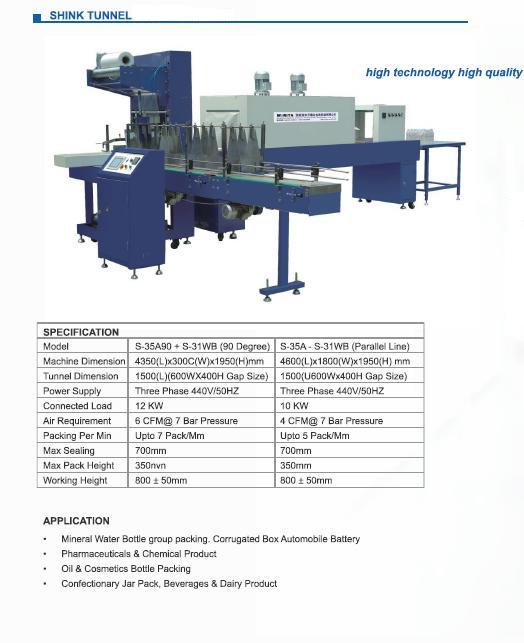 SHINK TUNNEL
high technology high quality
SPECIFICATION
Model S-35A90 + S-31WB (90 Degree) S-35A - S-31WB (Parallel Line)
Machine Dimension 4350(L)x300C(W)x1950(H)mm 4600(L)x1800(W)x1950(H) mm
Tunnel Dimension 1500(L)(600WX400H Gap Size) 1500(U600Wx400H Gap Size)
Power Supply Three Phase 440V/50HZ Three Phase 440V/50HZ
Connected Load 12 KW 10 KW
Air Requirement 6 CFM@ 7 Bar Pressure 4 CFM@ 7 Bar Pressure
Packing Per Min Upto 7 Pack/Mm Upto 5 Pack/Mm
Max Sealing 700mm 700mm
Max Pack Height 350nvn 350mm
Working Height 800 ± 50mm 800 ± 50mm
APPLICATION
• Mineral Water Bottle group packing. Corrugated Box Automobile Battery
• Pharmaceuticals & Chemical Product
• Oil & Cosmetics Bottle Packing
• Confectionary Jar Pack, Beverages & Dairy Product